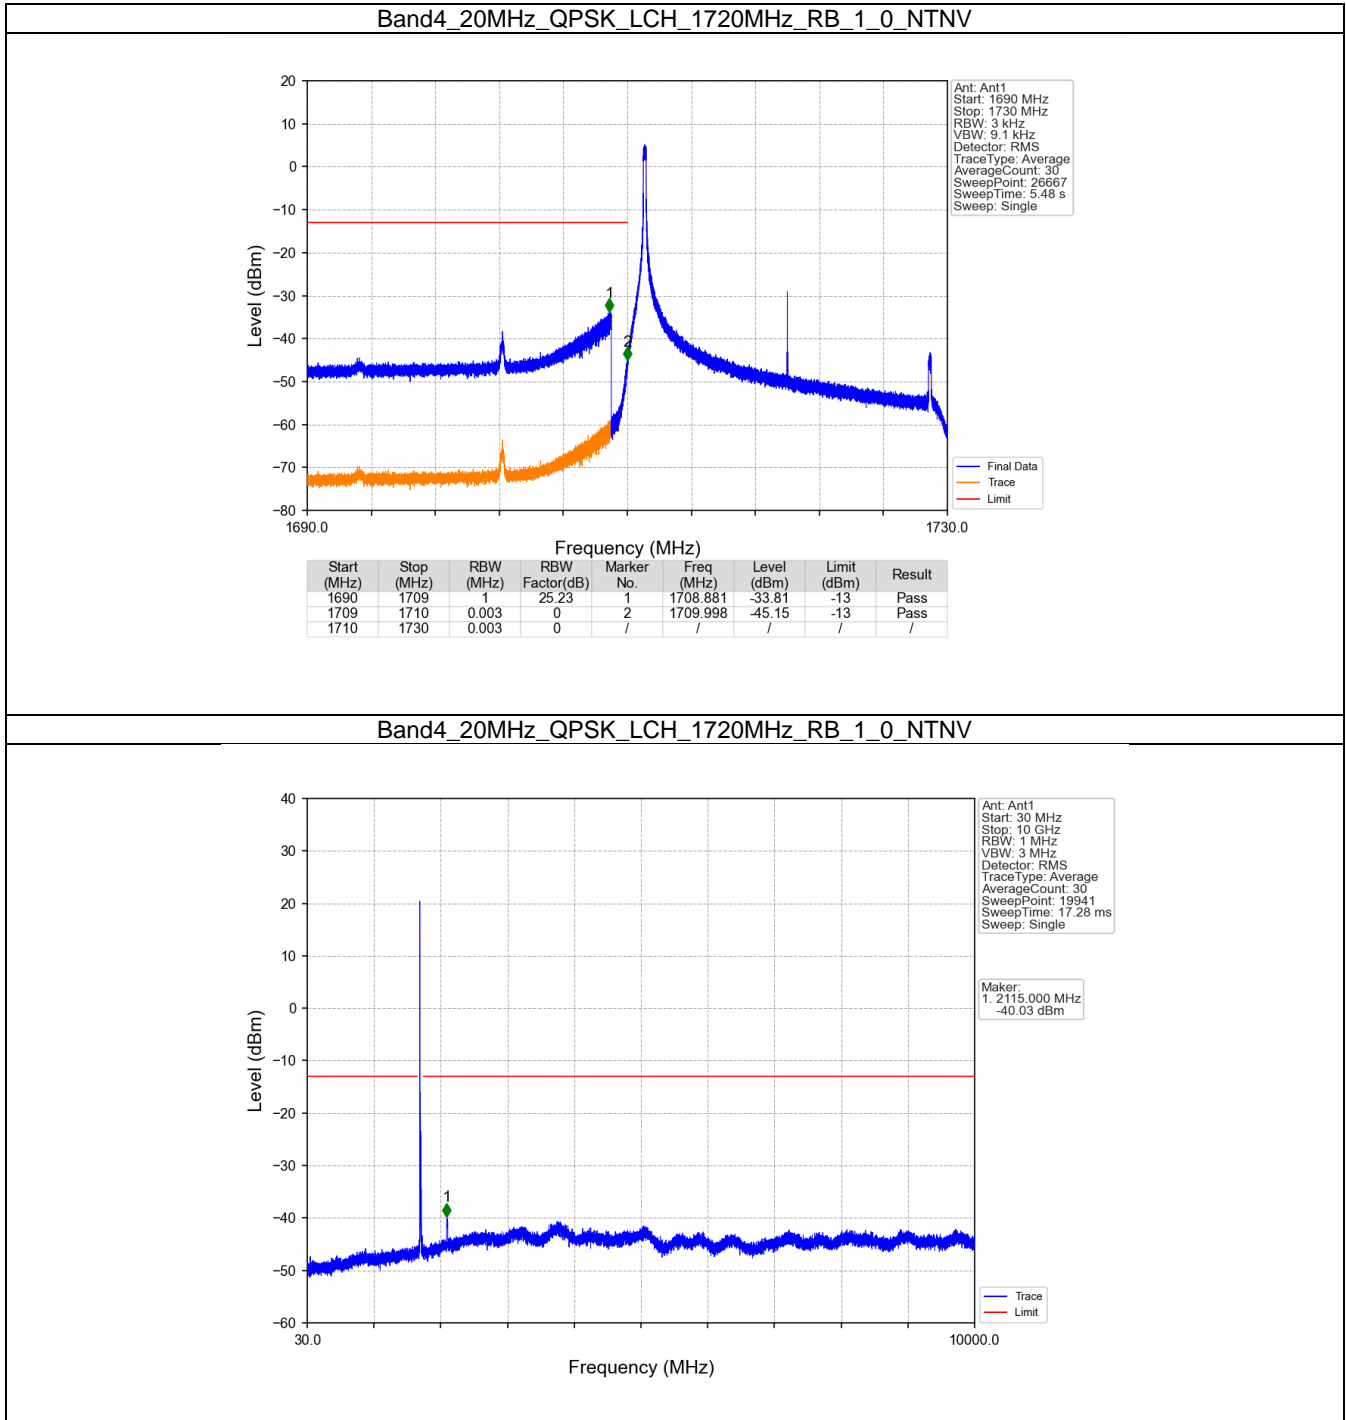 Band4_20MHz_QPSK_LCH_1720MHz_RB_1_0_NTNV
Ant: Ant1
Start: 1690 MHz
Stop: 1730 MHz
RBW: 3 kHz
VBW: 9.1 kHz
Detector: RMS
TraceType: Average
AverageCount: 30
SweepPoint: 26667
SweepTime: 5.48 s
Sweep: Single
20
10
0
−10
−20
−30
−40
−50
−60
−70
−80
Level (dBm)
1
2
Final Data
Trace
Limit
1690.0 1730.0
Frequency (MHz)
Start (MHz) Stop (MHz) RBW (MHz) RBW Factor(dB) Marker No. Freq (MHz) Level (dBm) Limit (dBm) Result
1690 1709 1 25.23 1 1708.881 -33.81 -13 Pass
1709 1710 0.003 0 2 1709.998 -45.15 -13 Pass
1710 1730 0.003 0 / / / / /
Band4_20MHz_QPSK_LCH_1720MHz_RB_1_0_NTNV
Ant: Ant1
Start: 30 MHz
Stop: 10 GHz
RBW: 1 MHz
VBW: 3 MHz
Detector: RMS
TraceType: Average
AverageCount: 30
SweepPoint: 19941
SweepTime: 17.28 ms
Sweep: Single
Maker:
1. 2115.000 MHz
-40.03 dBm
40
30
20
10
0
−10
−20
−30
−40
−50
−60
Level (dBm)
1
Trace
Limit
30.0 10000.0
Frequency (MHz)